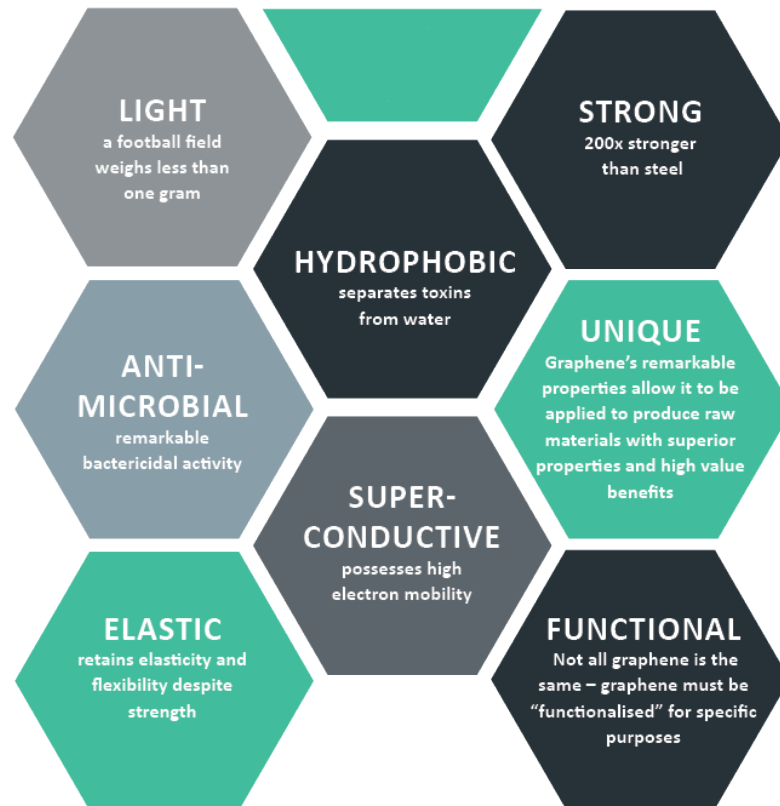 LIGHT
a football field
weighs less than
one gram
STRONG
200x stronger
than steel
HYDROPHOBIC
separates toxins
from water
ANTI-
MICROBIAL
remarkable
bactericidal activity
UNIQUE
Graphene’s remarkable
properties allow it to be
applied to produce raw
materials with superior
properties and high value
benefits
SUPER-
CONDUCTIVE
possesses high
electron mobility
ELASTIC
retains elasticity and
flexibility despite
strength
FUNCTIONAL
Not all graphene is the
same – graphene must be
“functionalised” for specific
purposes